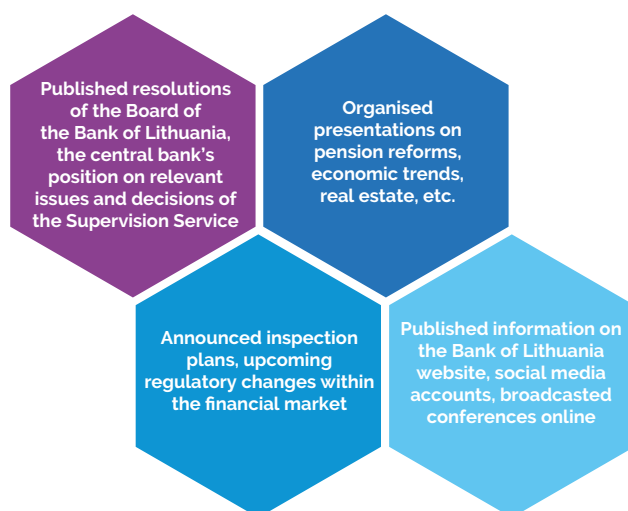 Published resolutions
of the Board of
the Bank of Lithuania,
the central bank's
position on relevant
issues and decisions of
the Supervision Service
Organised
presentations on
pension reforms,
economic trends,
real estate, etc.
Announced inspection
plans, upcoming
regulatory changes within
the financial market
Published information on
the Bank of Lithuania
website, social media
accounts, broadcasted
conferences online